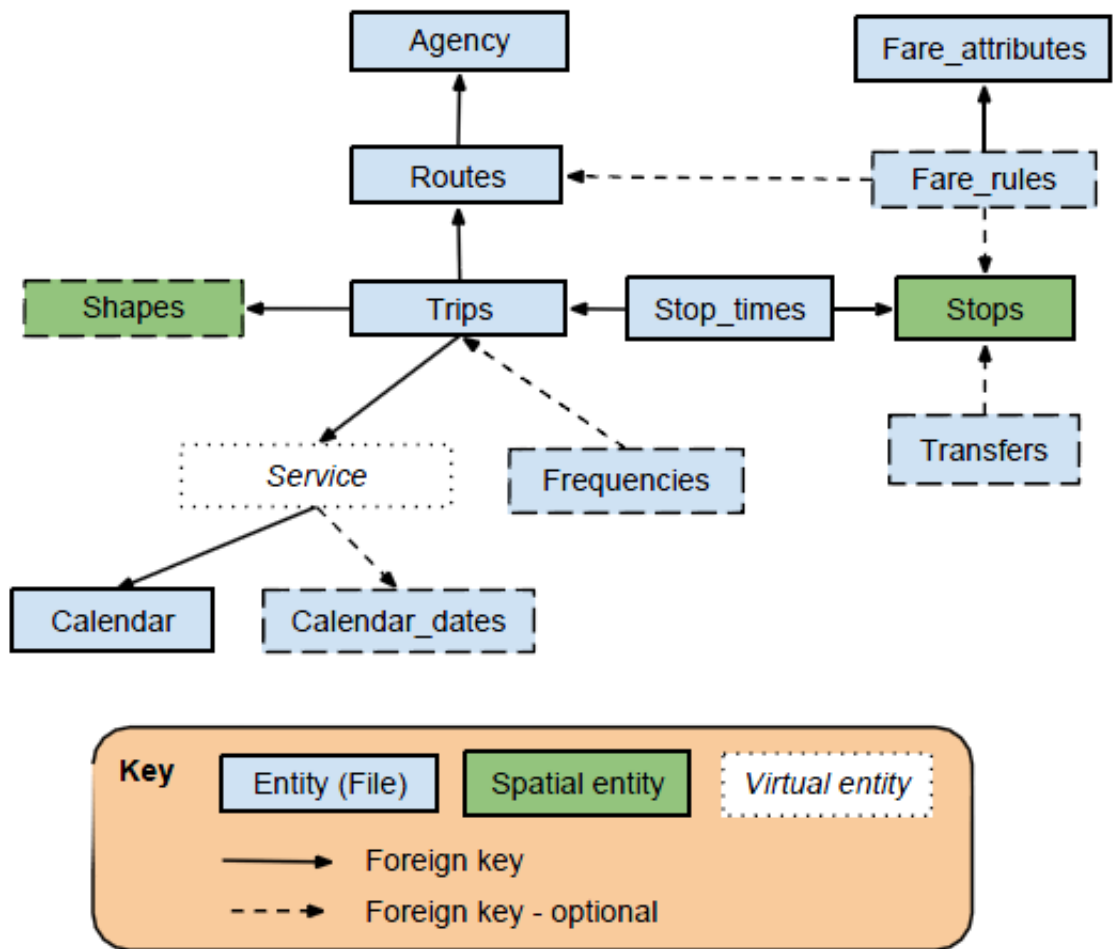 Agency
Fare_attributes
Routes
Fare_rules
Shapes
Trips
Stop_times
Stops
Service
Frequencies
Transfers
Calendar
Calendar_dates
Key
Entity (File)
Spatial entity
Virtual entity
Foreign key
Foreign key - optional